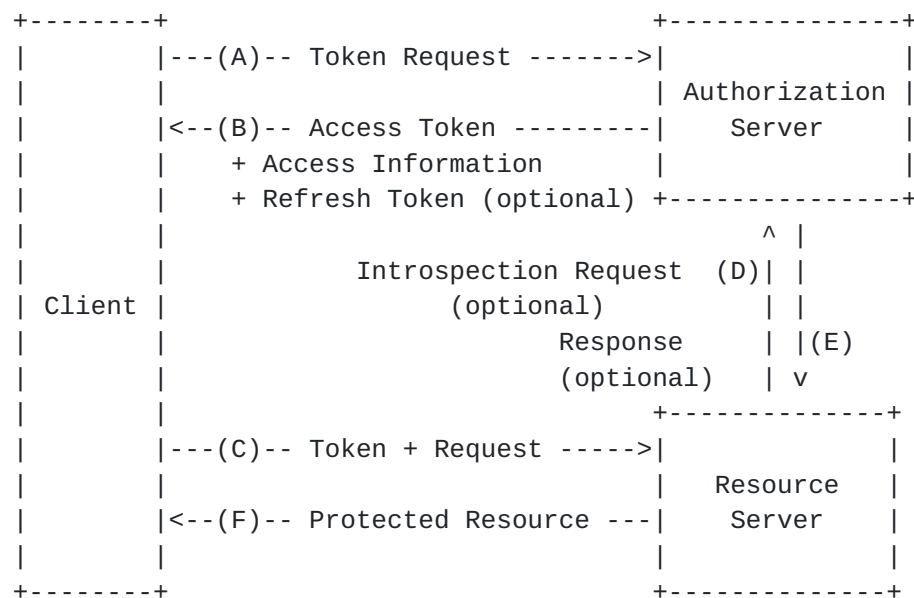 +--------+                               +---------------+
|        |---(A)-- Token Request ------->|               |
|        |                               | Authorization |
|        |<--(B)-- Access Token ---------|    Server     |
|        |    + Access Information       |               |
|        |    + Refresh Token (optional) +---------------+
|        |                                      ^ |
|        |            Introspection Request  (D)| |
| Client |                  (optional)          | |
|        |                         Response     | |(E)
|        |                         (optional)   | v
|        |                               +--------------+
|        |---(C)-- Token + Request ----->|              |
|        |                               |   Resource   |
|        |<--(F)-- Protected Resource ---|    Server    |
|        |                               |              |
+--------+                               +--------------+